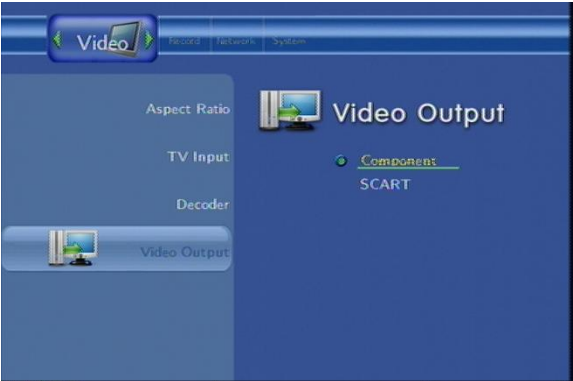 Video Record Network System
Aspect Ratio
TV Input
Decoder
Video Output
Video Output
Component
SCART